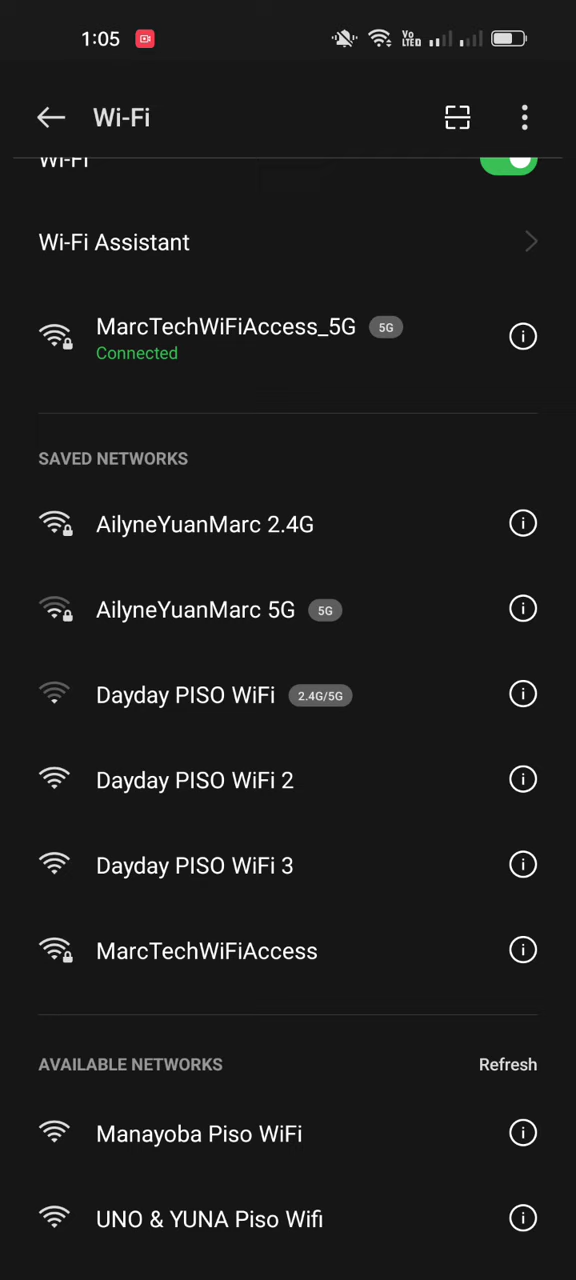 1:05
Vo LTED
Wi-Fi
Wi-Fi
Wi-Fi Assistant
MarcTechWiFiAccess_5G 5G
Connected
SAVED NETWORKS
AilyneYuanMarc 2.4G
AilyneYuanMarc 5G 5G
Dayday PISO WiFi 2.4G/5G
Dayday PISO WiFi 2
Dayday PISO WiFi 3
MarcTechWiFiAccess
AVAILABLE NETWORKS Refresh
Manayoba Piso WiFi
UNO & YUNA Piso Wifi